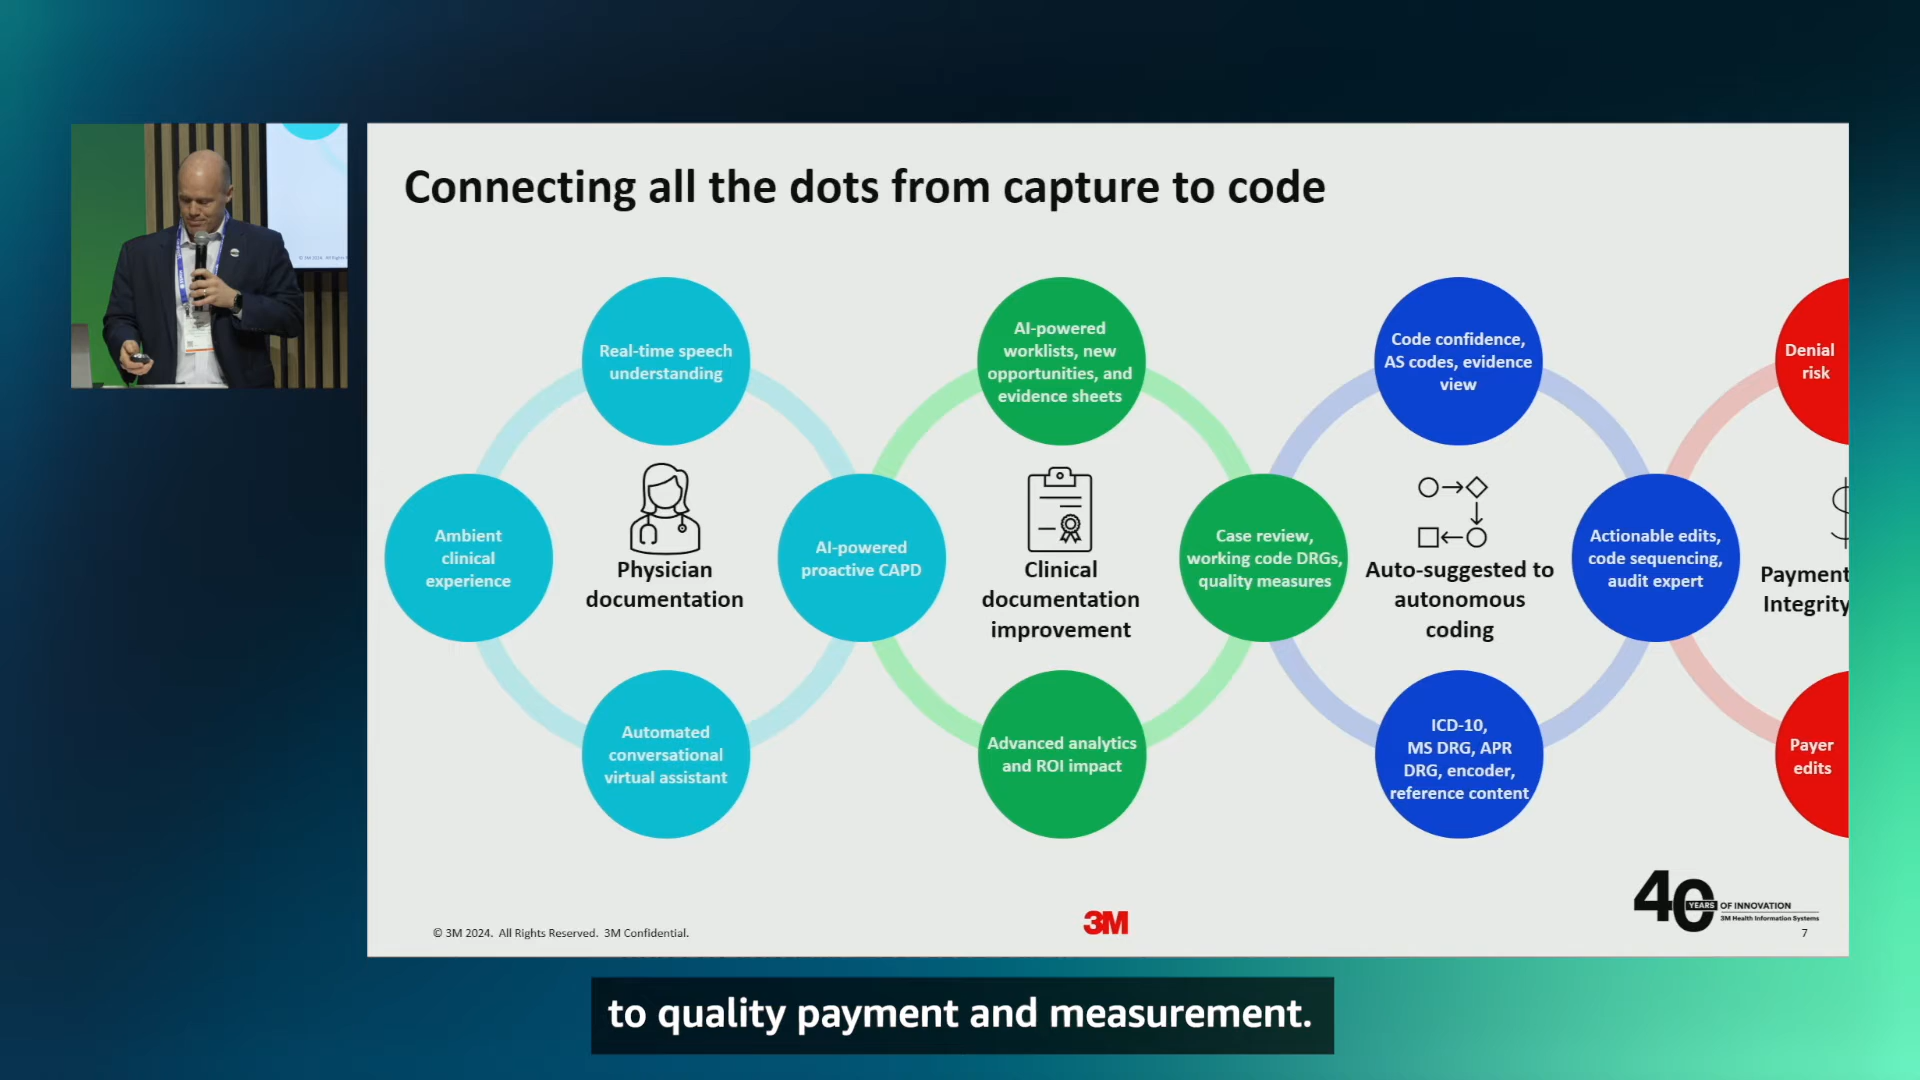 Connecting all the dots from capture to code
Real-time speech
understanding
AI-powered
worklists, new
opportunities, and
evidence sheets
Code confidence,
AS codes, evidence
view
Denial
risk
Ambient
clinical
experience
Physician
documentation
AI-powered
proactive CAPD
Clinical
documentation
improvement
Case review,
working code DRGs,
quality measures
Auto-suggested to
autonomous
coding
Actionable edits,
code sequencing,
audit expert
Payment
Integrity
Automated
conversational
virtual assistant
Advanced analytics
and ROI impact
ICD-10,
MS DRG, APR
DRG, encoder,
reference content
Payer
edits
© 3M 2024. All Rights Reserved. 3M Confidential.
3M
40 YEARS OF INNOVATION
3M Health Information Systems
7
to quality payment and measurement.